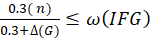 0.3( n) / 0.3+Δ(G) ≤ ω(IFG)